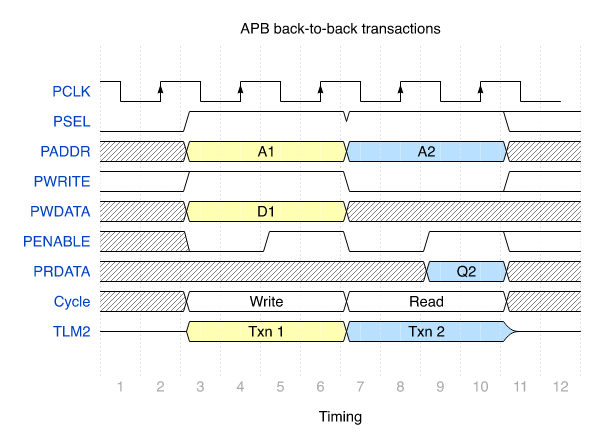 APB back-to-back transactions
PCLK
PSEL
PADDR A1 A2
PWRITE
PWDATA D1
PENABLE
PRDATA Q2
Cycle Write Read
TLM2 Txn 1 Txn 2
1 2 3 4 5 6 7 8 9 10 11 12
Timing